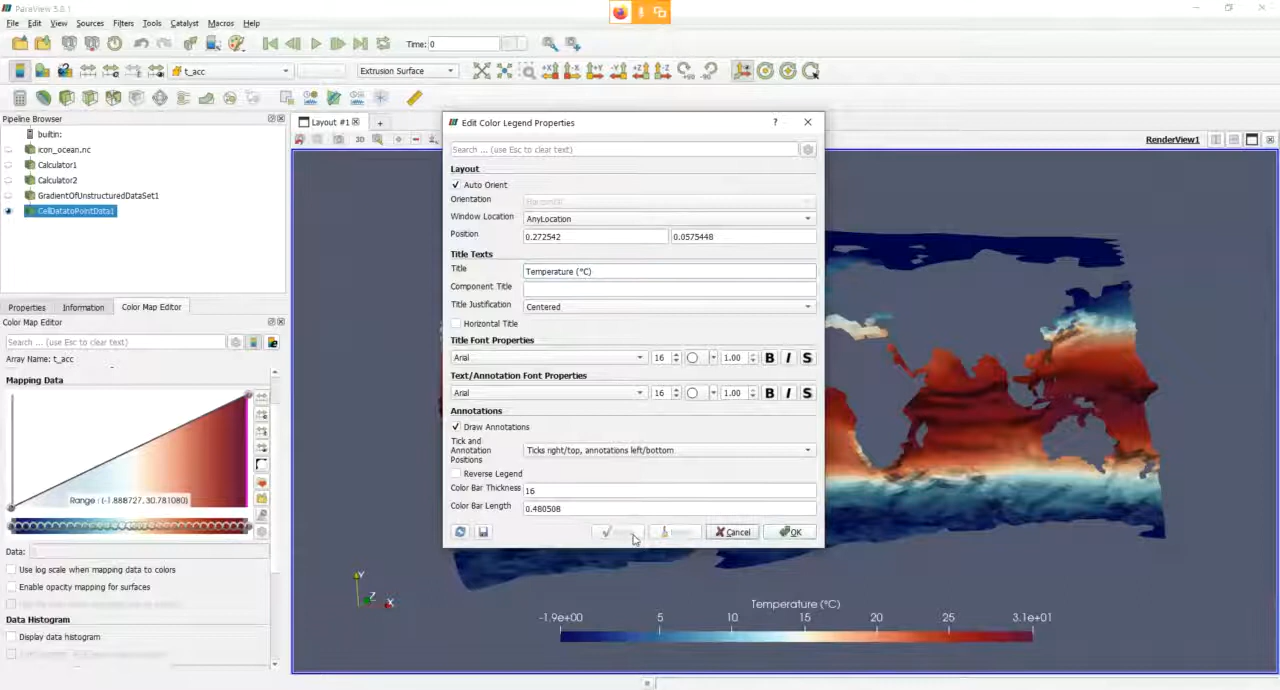 ParaView 5.8.1
File Edit View Sources Filters Tools Catalyst Macros Help
Time: 0
t_acc
Extrusion Surface
Pipeline Browser
builtin:
icon_ocean.nc
Calculator1
Calculator2
GradientOfUnstructuredDataSet1
CellDatatoPointData1
Layout #1
+
3D
RenderView1
Properties Information Color Map Editor
Color Map Editor
Search ... (use Esc to clear text)
Array Name: t_acc
Mapping Data
Range : (-1.888727, 30.781080)
Data:
Use log scale when mapping data to colors
Enable opacity mapping for surfaces
Data Histogram
Display data histogram
Edit Color Legend Properties
?
Search ... (use Esc to clear text)
Layout
Auto Orient
Orientation Horizontal
Window Location AnyLocation
Position 0.272542 0.0575448
Title Texts
Title Temperature (°C)
Component Title
Title Justification Centered
Horizontal Title
Title Font Properties
Arial 16 1.00 B I S
Text/Annotation Font Properties
Arial 16 1.00 B I S
Annotations
Draw Annotations
Tick and
Annotation
Positions
Ticks right/top, annotations left/bottom
Reverse Legend
Color Bar Thickness 16
Color Bar Length 0.480508
Cancel OK
Y
Z
X
Temperature (°C)
-1.9e+00 5 10 15 20 25 3.1e+01